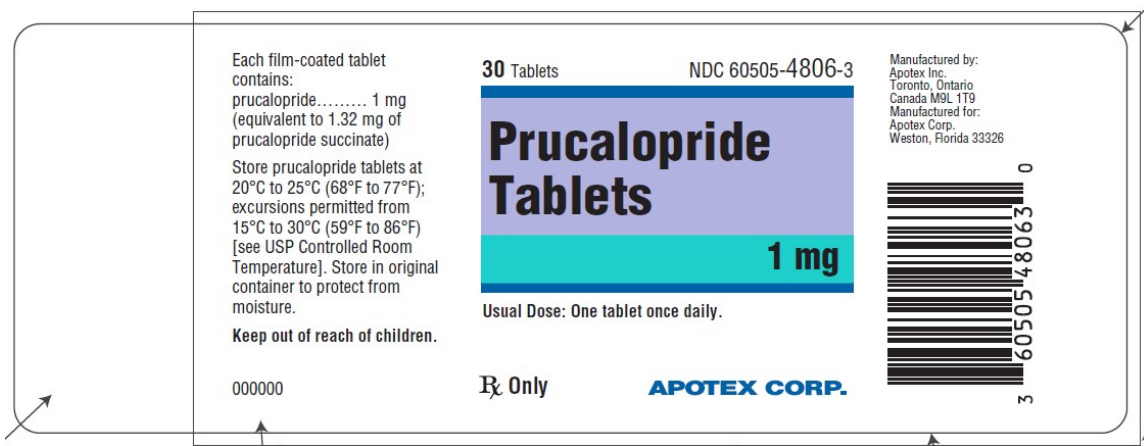 Each film-coated tablet
contains:
prucalopride......... 1 mg
(equivalent to 1.32 mg of
prucalopride succinate)
Store prucalopride tablets at
20°C to 25°C (68°F to 77°F);
excursions permitted from
15°C to 30°C (59°F to 86°F)
[see USP Controlled Room
Temperature]. Store in original
container to protect from
moisture.
Keep out of reach of children.
000000
30 Tablets NDC 60505-4806-3
Prucalopride
Tablets
1 mg
Usual Dose: One tablet once daily.
℞ Only
APOTEX CORP.
Manufactured by:
Apotex Inc.
Toronto, Ontario
Canada M9L 1T9
Manufactured for:
Apotex Corp.
Weston, Florida 33326
3 60505 48063 0